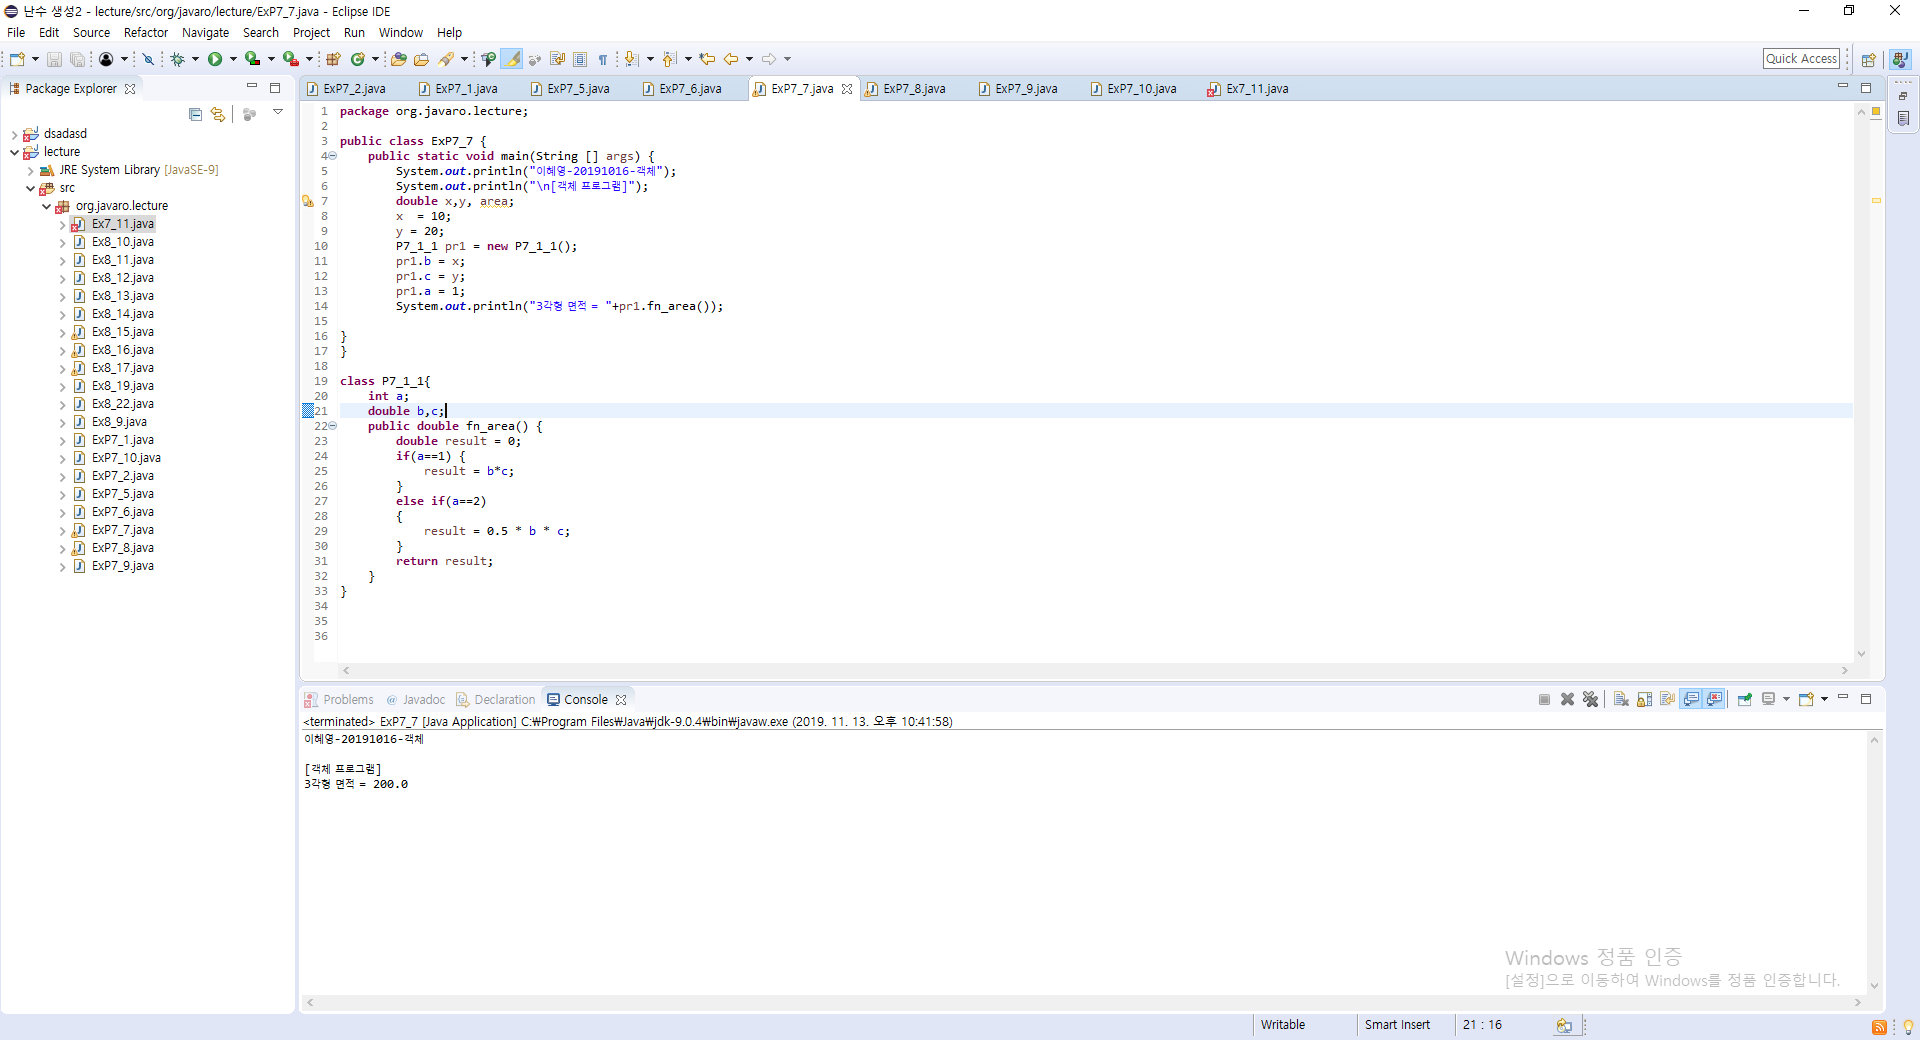 난수 생성2 - lecture/src/org/javaro/lecture/ExP7_7.java - Eclipse IDE
File Edit Source Refactor Navigate Search Project Run Window Help
Quick Access
Package Explorer
dsadasd
lecture
JRE System Library [JavaSE-9]
src
org.javaro.lecture
Ex7_11.java
Ex8_10.java
Ex8_11.java
Ex8_12.java
Ex8_13.java
Ex8_14.java
Ex8_15.java
Ex8_16.java
Ex8_17.java
Ex8_19.java
Ex8_22.java
Ex8_9.java
ExP7_1.java
ExP7_10.java
ExP7_2.java
ExP7_5.java
ExP7_6.java
ExP7_7.java
ExP7_8.java
ExP7_9.java
ExP7_2.java ExP7_1.java ExP7_5.java ExP7_6.java ExP7_7.java ExP7_8.java ExP7_9.java ExP7_10.java Ex7_11.java
1 package org.javaro.lecture;
2
3 public class ExP7_7 {
4 public static void main(String [] args) {
5 System.out.println("이혜영-20191016-객체");
6 System.out.println("\n[객체 프로그램]");
7 double x,y, area;
8 x  = 10;
9 y = 20;
10 P7_1_1 pr1 = new P7_1_1();
11 pr1.b = x;
12 pr1.c = y;
13 pr1.a = 1;
14 System.out.println("3각형 면적 = "+pr1.fn_area());
15
16 }
17 }
18
19 class P7_1_1{
20 int a;
21 double b,c;
22 public double fn_area() {
23 double result = 0;
24 if(a==1) {
25 result = b*c;
26 }
27 else if(a==2)
28 {
29 result = 0.5 * b * c;
30 }
31 return result;
32 }
33 }
34
35
36
Problems @ Javadoc Declaration Console
<terminated> ExP7_7 [Java Application] C:₩Program Files₩Java₩jdk-9.0.4₩bin₩javaw.exe (2019. 11. 13. 오후 10:41:58)
이혜영-20191016-객체
[객체 프로그램]
3각형 면적 = 200.0
Windows 정품 인증
[설정]으로 이동하여 Windows를 정품 인증합니다.
Writable Smart Insert 21 : 16